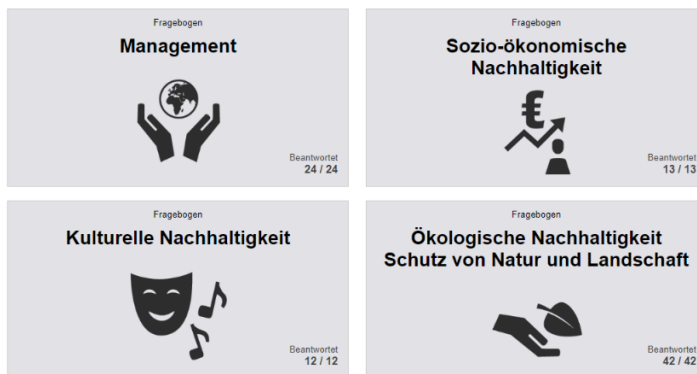 Fragebogen
Management
Beantwortet
24 / 24
Fragebogen
Sozio-ökonomische
Nachhaltigkeit
€
Beantwortet
13 / 13
Fragebogen
Kulturelle Nachhaltigkeit
Beantwortet
12 / 12
Fragebogen
Ökologische Nachhaltigkeit
Schutz von Natur und Landschaft
Beantwortet
42 / 42